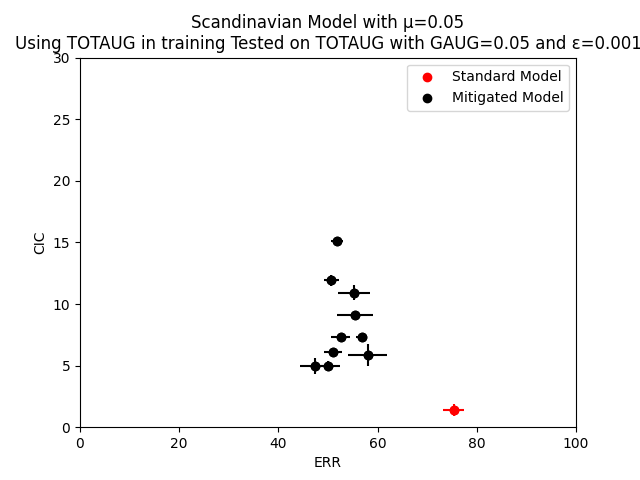 Scandinavian Model with μ=0.05
Using TOTAUG in training Tested on TOTAUG with GAUG=0.05 and ε=0.001
Standard Model
Mitigated Model
30
25
20
15
10
5
0
CIC
0 20 40 60 80 100
ERR